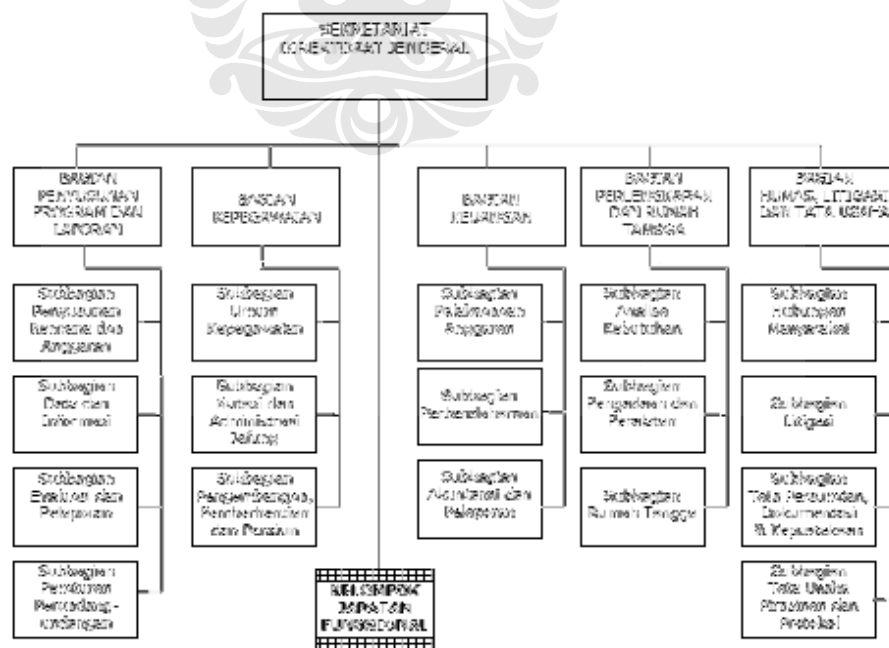 SEKRETARIAT
DIREKTORAT JENDERAL
BAGIAN
PENYUSUNAN
PROGRAM DAN
LAPORAN
BAGIAN
KEPEGAWAIAN
BAGIAN
KEUANGAN
BAGIAN
PERLENGKAPAN
DAN RUMAH
TANGGA
BAGIAN
HUMAS, LITIGASI
DAN TATA USAHA
Subbagian
Penyusunan
Rencana dan
Anggaran
Subbagian
Umum
Kepegawaian
Subbagian
Pelaksanaan
Anggaran
Subbagian
Analisa
Kebutuhan
Subbagian
Hubungan
Masyarakat
Subbagian
Data dan
Informasi
Subbagian
Mutasi dan
Administrasi
Subbagian
Perbendaharaan
Subbagian
Pengadaan dan
Subbagian
Litigasi
Subbagian
Evaluasi dan
Pelaporan
Subbagian
Pengembangan,
Pemberhentian
dan Pensiun
Subbagian
Akuntansi dan
Pelaporan
Subbagian
Rumah Tangga
Subbagian
Tata Persuratan,
Dokumentasi
& Kepustakaan
Subbagian
Peraturan
Perundang-
undangan
KELOMPOK
JABATAN
FUNGSIONAL
Subbagian
Tata Usaha
Pimpinan dan
Protokol